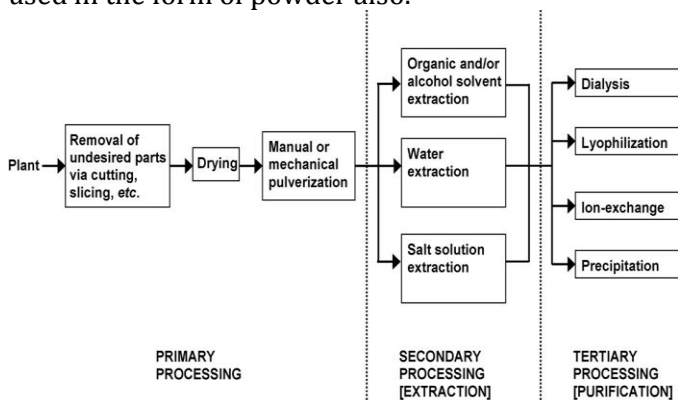 used in the form of powder also.
Plant
Removal of
undesired parts
via cutting,
slicing, etc.
Drying
Manual or
mechanical
pulverization
Organic and/or
alcohol solvent
extraction
Water
extraction
Salt solution
extraction
Dialysis
Lyophilization
Ion-exchange
Precipitation
PRIMARY
PROCESSING
SECONDARY
PROCESSING
[EXTRACTION]
TERTIARY
PROCESSING
[PURIFICATION]